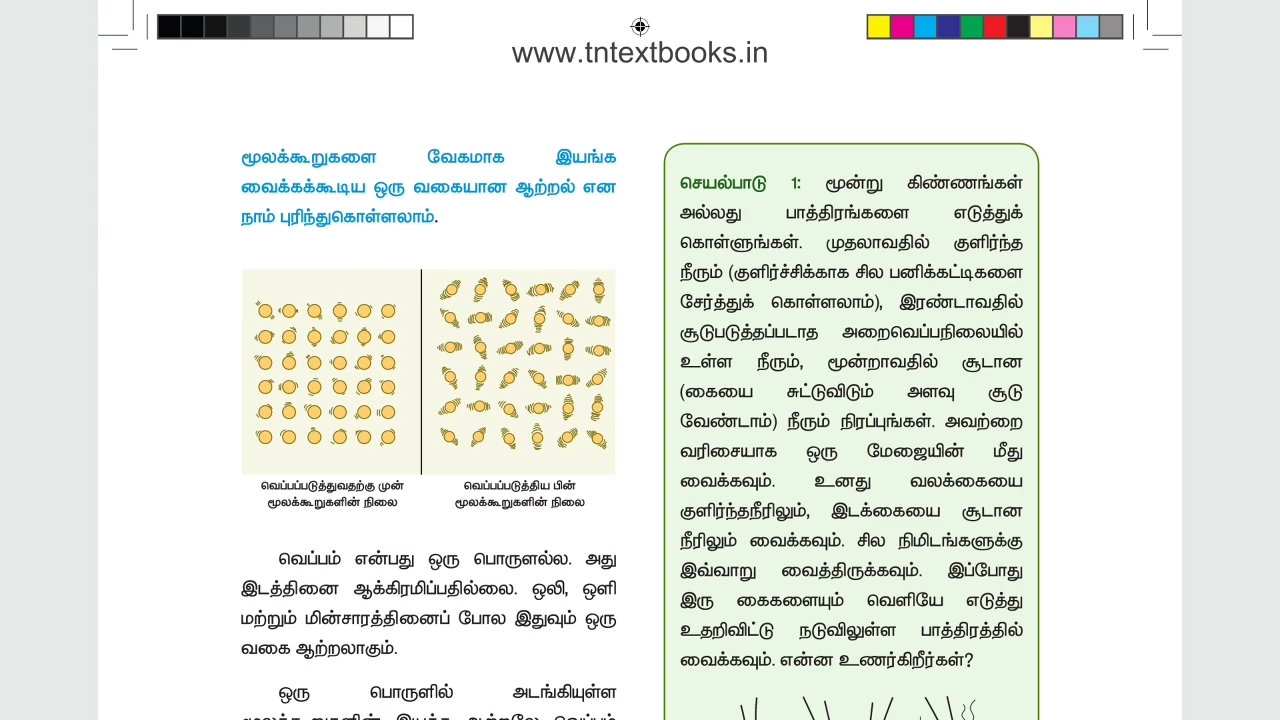 www.tntextbooks.in
மூலக்கூறுகளை வேகமாக இயங்க
வைக்கக்கூடிய ஒரு வகையான ஆற்றல் என
நாம் புரிந்துகொள்ளலாம்.
வெப்பப்படுத்துவதற்கு முன்
மூலக்கூறுகளின் நிலை
வெப்பப்படுத்திய பின்
மூலக்கூறுகளின் நிலை
வெப்பம் என்பது ஒரு பொருளல்ல. அது
இடத்தினை ஆக்கிரமிப்பதில்லை. ஒலி, ஒளி
மற்றும் மின்சாரத்தினைப் போல இதுவும் ஒரு
வகை ஆற்றலாகும்.
ஒரு பொருளில் அடங்கியுள்ள
செயல்பாடு 1: மூன்று கிண்ணங்கள்
அல்லது பாத்திரங்களை எடுத்துக்
கொள்ளுங்கள். முதலாவதில் குளிர்ந்த
நீரும் (குளிர்ச்சிக்காக சில பனிக்கட்டிகளை
சேர்த்துக் கொள்ளலாம்), இரண்டாவதில்
சூடுபடுத்தப்படாத அறைவெப்பநிலையில்
உள்ள நீரும், மூன்றாவதில் சூடான
(கையை சுட்டுவிடும் அளவு சூடு
வேண்டாம்) நீரும் நிரப்புங்கள். அவற்றை
வரிசையாக ஒரு மேஜையின் மீது
வைக்கவும். உனது வலக்கையை
குளிர்ந்தநீரிலும், இடக்கையை சூடான
நீரிலும் வைக்கவும். சில நிமிடங்களுக்கு
இவ்வாறு வைத்திருக்கவும். இப்போது
இரு கைகளையும் வெளியே எடுத்து
உதறிவிட்டு நடுவிலுள்ள பாத்திரத்தில்
வைக்கவும். என்ன உணர்கிறீர்கள்?